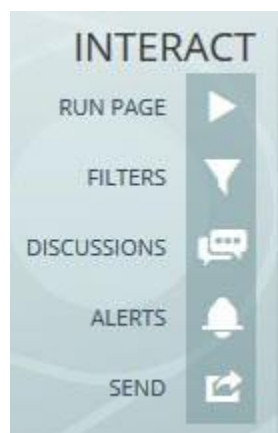 INTERACT
RUN PAGE
FILTERS
DISCUSSIONS
ALERTS
SEND